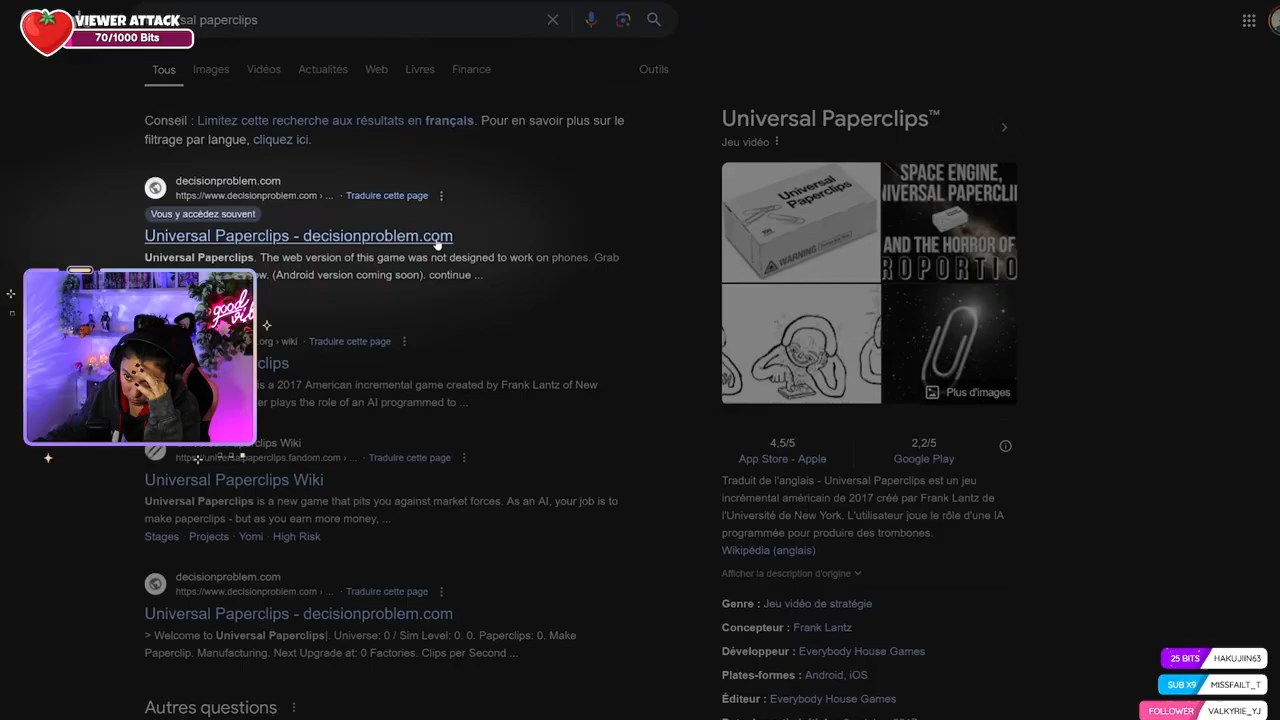 VIEWER ATTACK
70/1000 Bits
sal paperclips
Tous
Images
Vidéos
Actualités
Web
Livres
Finance
Outils
Conseil : Limitez cette recherche aux résultats en français. Pour en savoir plus sur le
filtrage par langue, cliquez ici.
decisionproblem.com
https://www.decisionproblem.com › ... · Traduire cette page
Vous y accédez souvent
Universal Paperclips - decisionproblem.com
Universal Paperclips. The web version of this game was not designed to work on phones. Grab
w. (Android version coming soon). continue ...
good
.org › wiki · Traduire cette page
clips
is a 2017 American incremental game created by Frank Lantz of New
er plays the role of an AI programmed to ...
Universal Paperclips Wiki
https://universalpaperclips.fandom.com › ... · Traduire cette page
Universal Paperclips Wiki
Universal Paperclips is a new game that pits you against market forces. As an AI, your job is to
make paperclips - but as you earn more money, ...
Stages · Projects · Yomi · High Risk
decisionproblem.com
https://www.decisionproblem.com › ... · Traduire cette page
Universal Paperclips - decisionproblem.com
> Welcome to Universal Paperclips|. Universe: 0 / Sim Level: 0. 0. Paperclips: 0. Make
Paperclip. Manufacturing. Next Upgrade at: 0 Factories. Clips per Second ...
Autres questions
Universal Paperclips™
Jeu vidéo
Universal
Paperclips
WARNING
SPACE ENGINE,
NIVERSAL PAPERCLI
AND THE HORROR OF
ROPORTIO
Plus d'images
4,5/5
App Store - Apple
2,2/5
Google Play
Traduit de l'anglais - Universal Paperclips est un jeu
incrémental américain de 2017 créé par Frank Lantz de
l'Université de New York. L'utilisateur joue le rôle d'une IA
programmée pour produire des trombones.
Wikipédia (anglais)
Afficher la description d'origine
Genre : Jeu vidéo de stratégie
Concepteur : Frank Lantz
Développeur : Everybody House Games
Plates-formes : Android, iOS
Éditeur : Everybody House Games
25 BITS HAKUJIIN63
SUB X9 MISSFAILT_T
FOLLOWER VALKYRIE_YJ